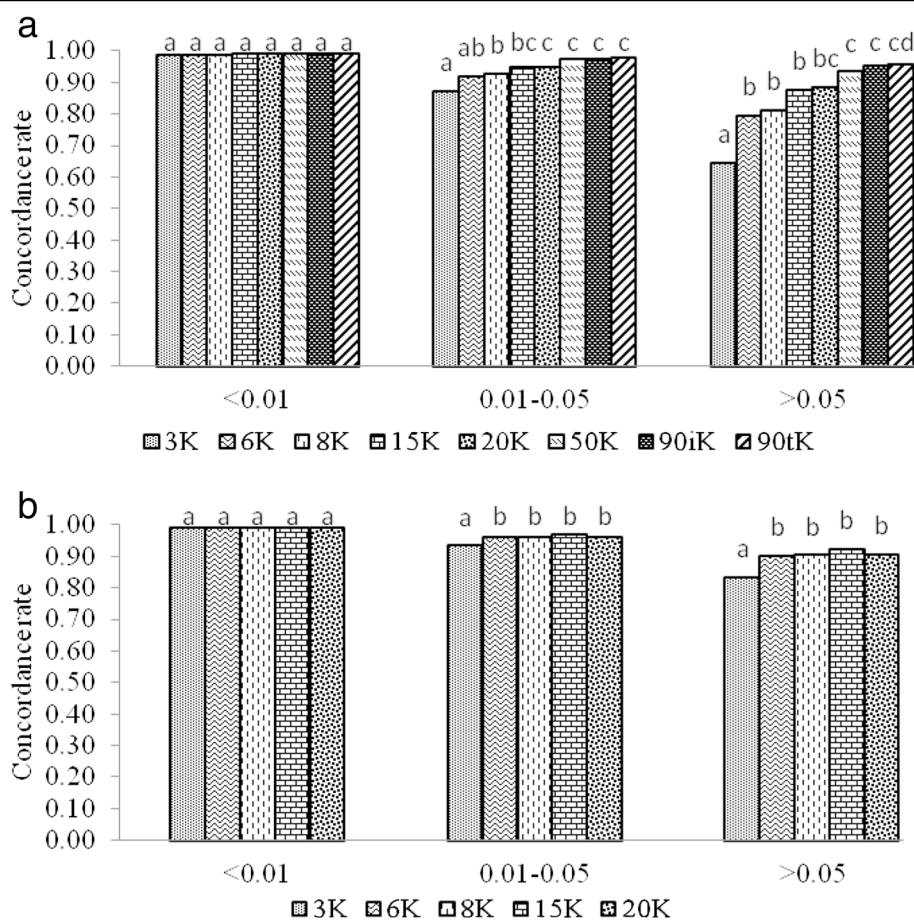 a
1.00
0.90
0.80
0.70
0.60
0.50
0.40
0.30
0.20
0.10
0.00
Concordancerate
a a a a a a a a
a ab b bc c c c c
a b b b bc c c cd
<0.01 0.01-0.05 >0.05
3K 6K 8K 15K 20K 50K 90iK 90tK
b
1.00
0.90
0.80
0.70
0.60
0.50
0.40
0.30
0.20
0.10
0.00
Concordancerate
a a a a a
a b b b b
a b b b b
<0.01 0.01-0.05 >0.05
3K 6K 8K 15K 20K